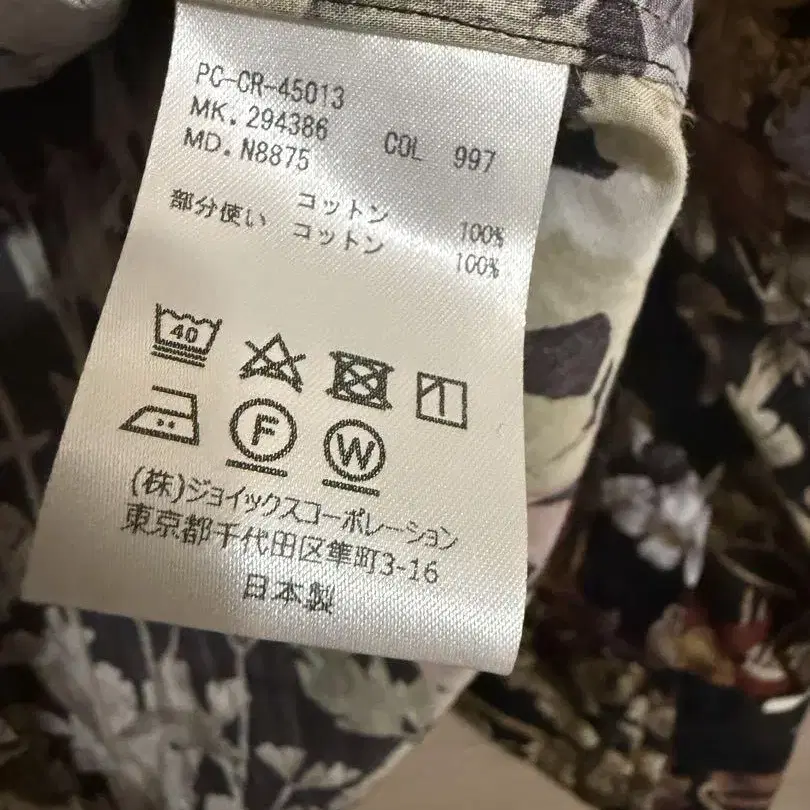 PC-CR-45013
MK. 294386 COL 997
MD. N8875
コットン 100%
部分使い コットン 100%
40
F
W
(株)ジョイックスコーポレーション
東京都千代田区隼町3-16
日本製